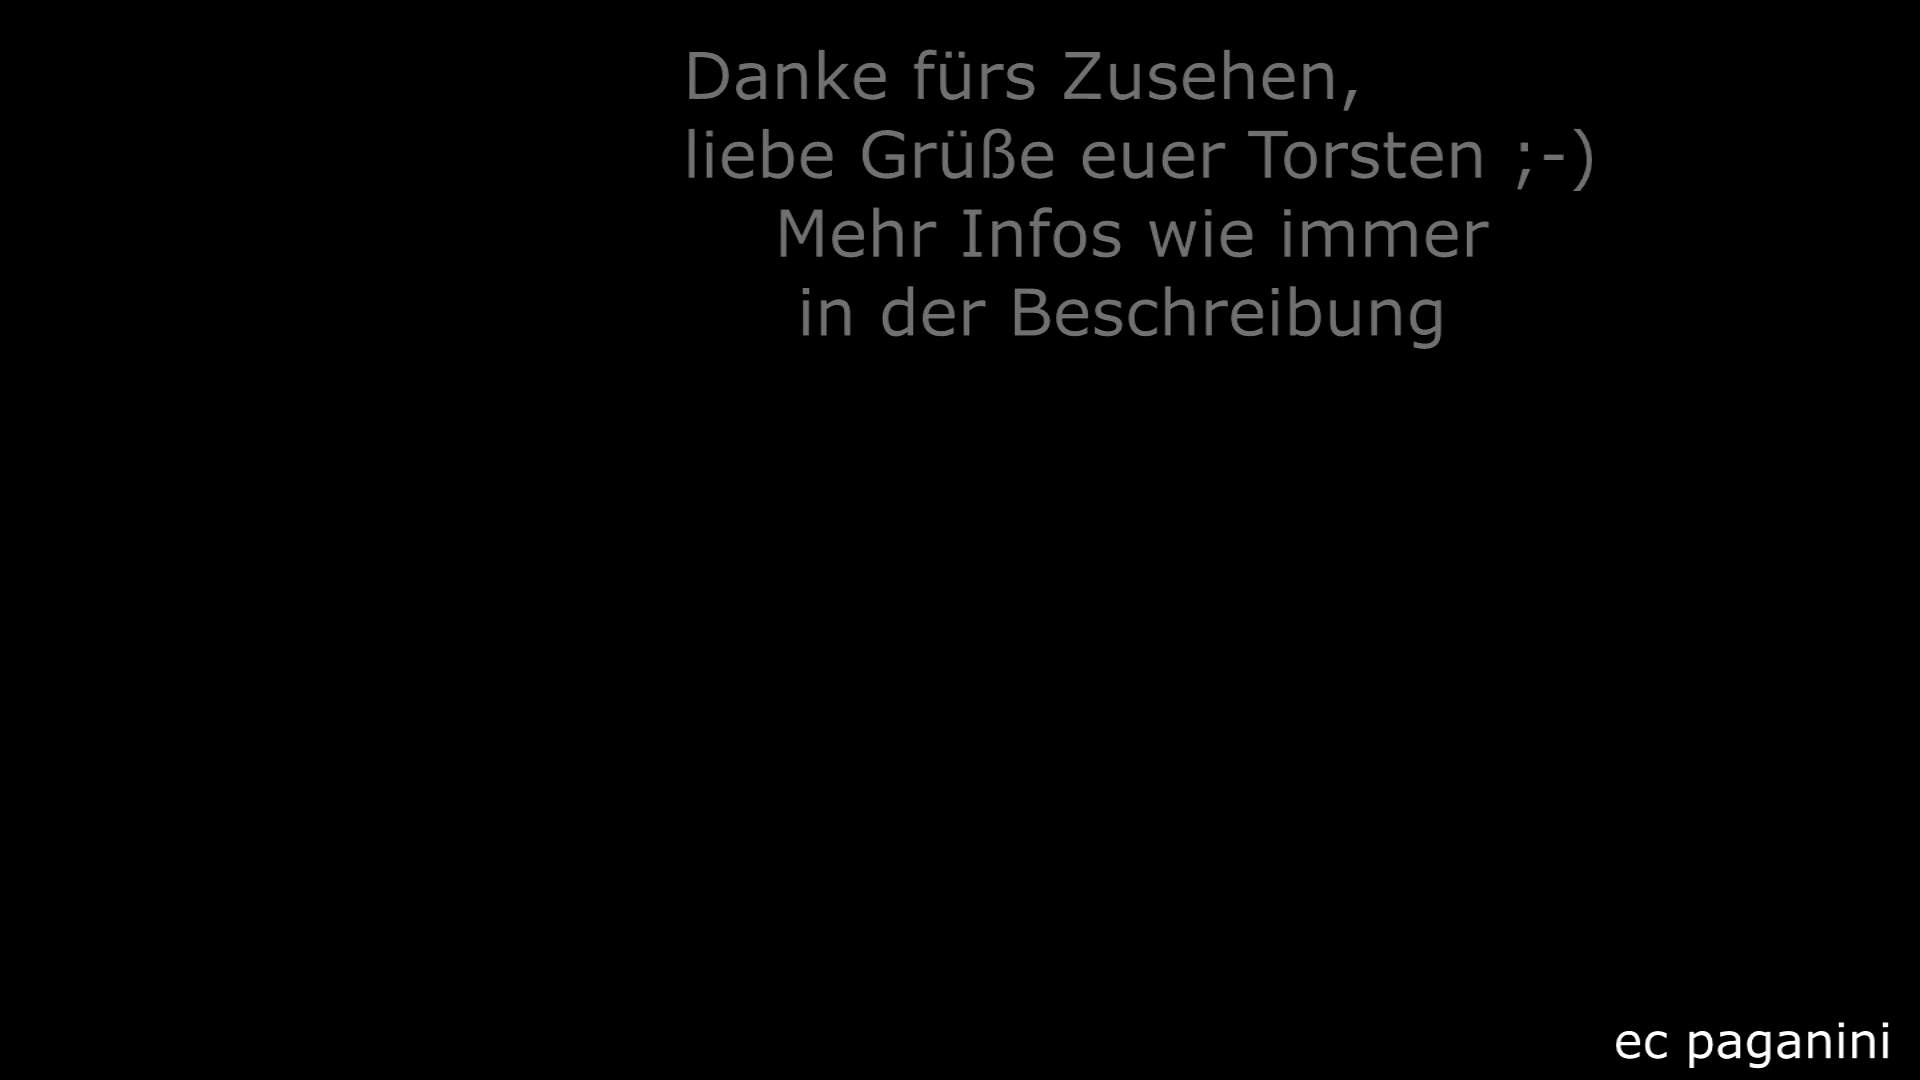 Danke fürs Zusehen,
liebe Grüße euer Torsten ;-)
Mehr Infos wie immer
in der Beschreibung
ec paganini